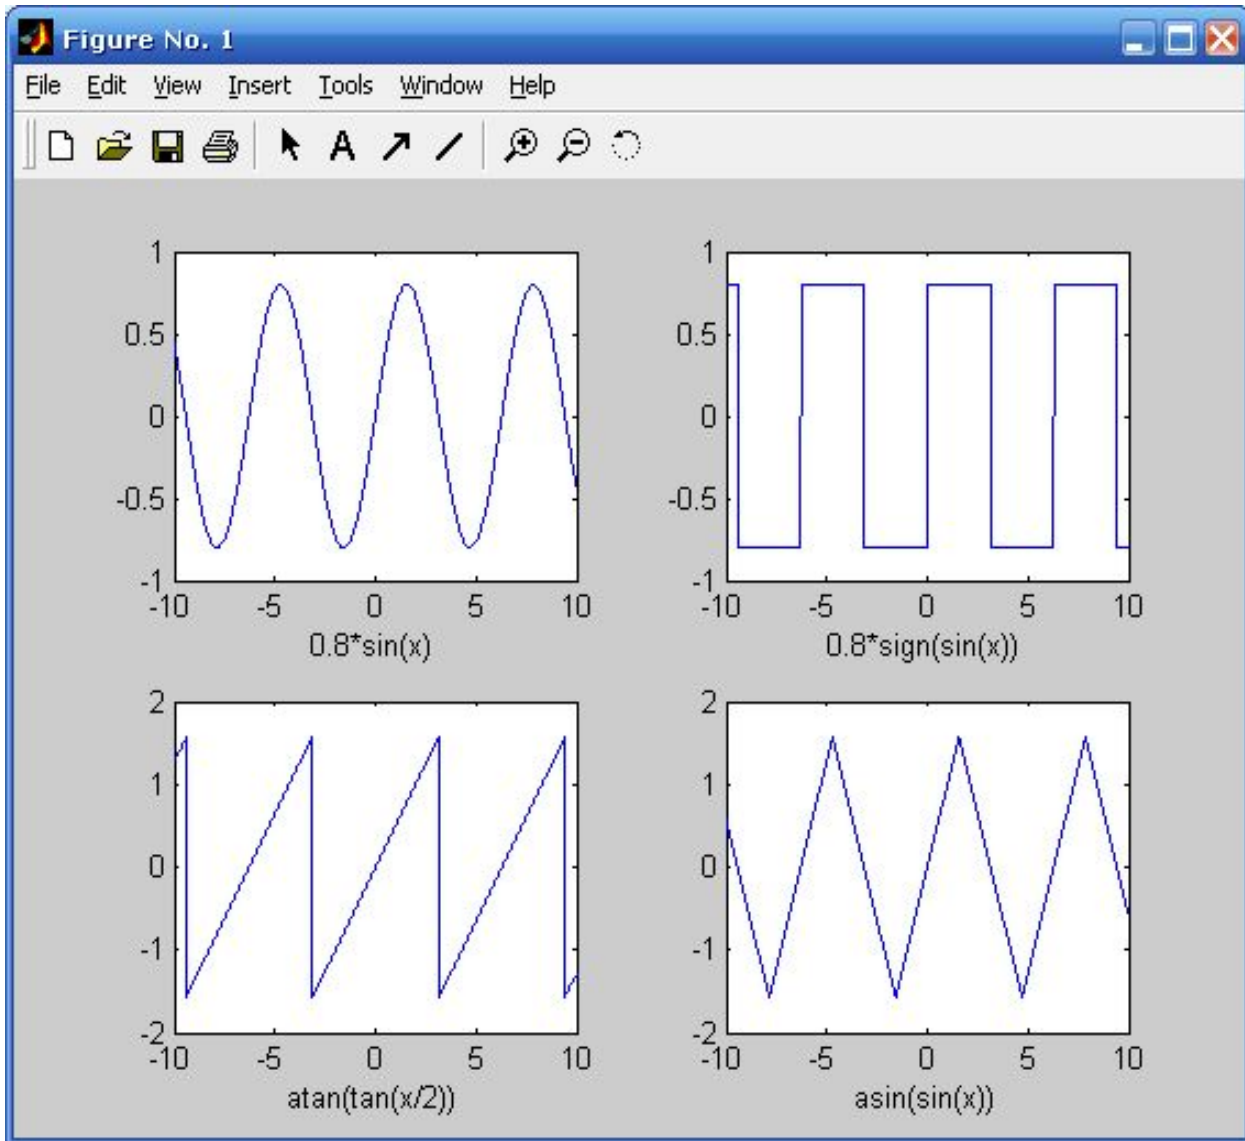 Figure No. 1
File Edit View Insert Tools Window Help
A
1
0.5
0
-0.5
-1
-10 -5 0 5 10
0.8*sin(x)
1
0.5
0
-0.5
-1
-10 -5 0 5 10
0.8*sign(sin(x))
2
1
0
-1
-2
-10 -5 0 5 10
atan(tan(x/2))
2
1
0
-1
-2
-10 -5 0 5 10
asin(sin(x))